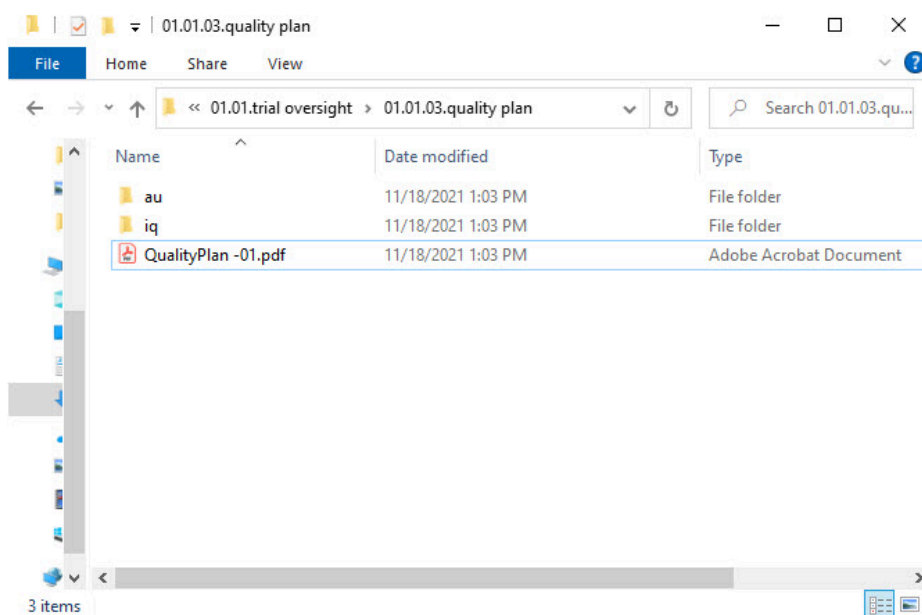 01.01.03.quality plan
File Home Share View ?
« 01.01.trial oversight > 01.01.03.quality plan Search 01.01.03.qu...
Name Date modified Type
au 11/18/2021 1:03 PM File folder
iq 11/18/2021 1:03 PM File folder
QualityPlan -01.pdf 11/18/2021 1:03 PM Adobe Acrobat Document
3 items